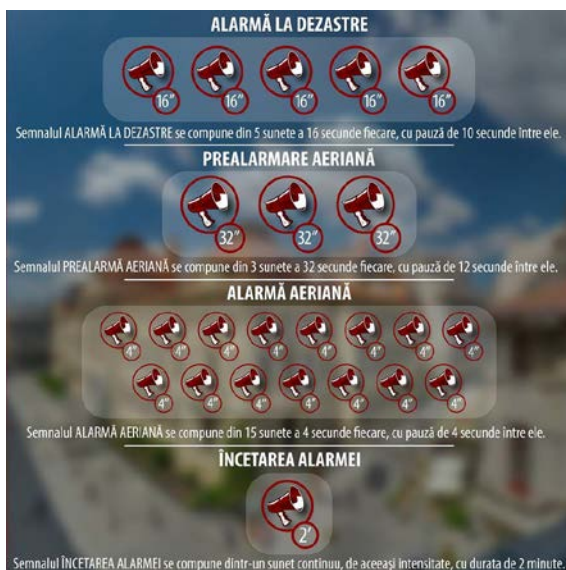 ALARMĂ LA DEZASTRE
16" 16" 16" 16" 16"
Semnalul ALARMĂ LA DEZASTRE se compune din 5 sunete a 16 secunde fiecare, cu pauză de 10 secunde între ele.
PREALARMARE AERIANĂ
32" 32" 32"
Semnalul PREALARMĂ AERIANĂ se compune din 3 sunete a 32 secunde fiecare, cu pauză de 12 secunde între ele.
ALARMĂ AERIANĂ
4" 4" 4" 4" 4" 4" 4" 4"
4" 4" 4" 4" 4" 4" 4"
Semnalul ALARMĂ AERIANĂ se compune din 15 sunete a 4 secunde fiecare, cu pauză de 4 secunde între ele.
ÎNCETAREA ALARMEI
2'
Semnalul ÎNCETAREA ALARMEI se compune dintr-un sunet continuu, de aceeași intensitate, cu durata de 2 minute.